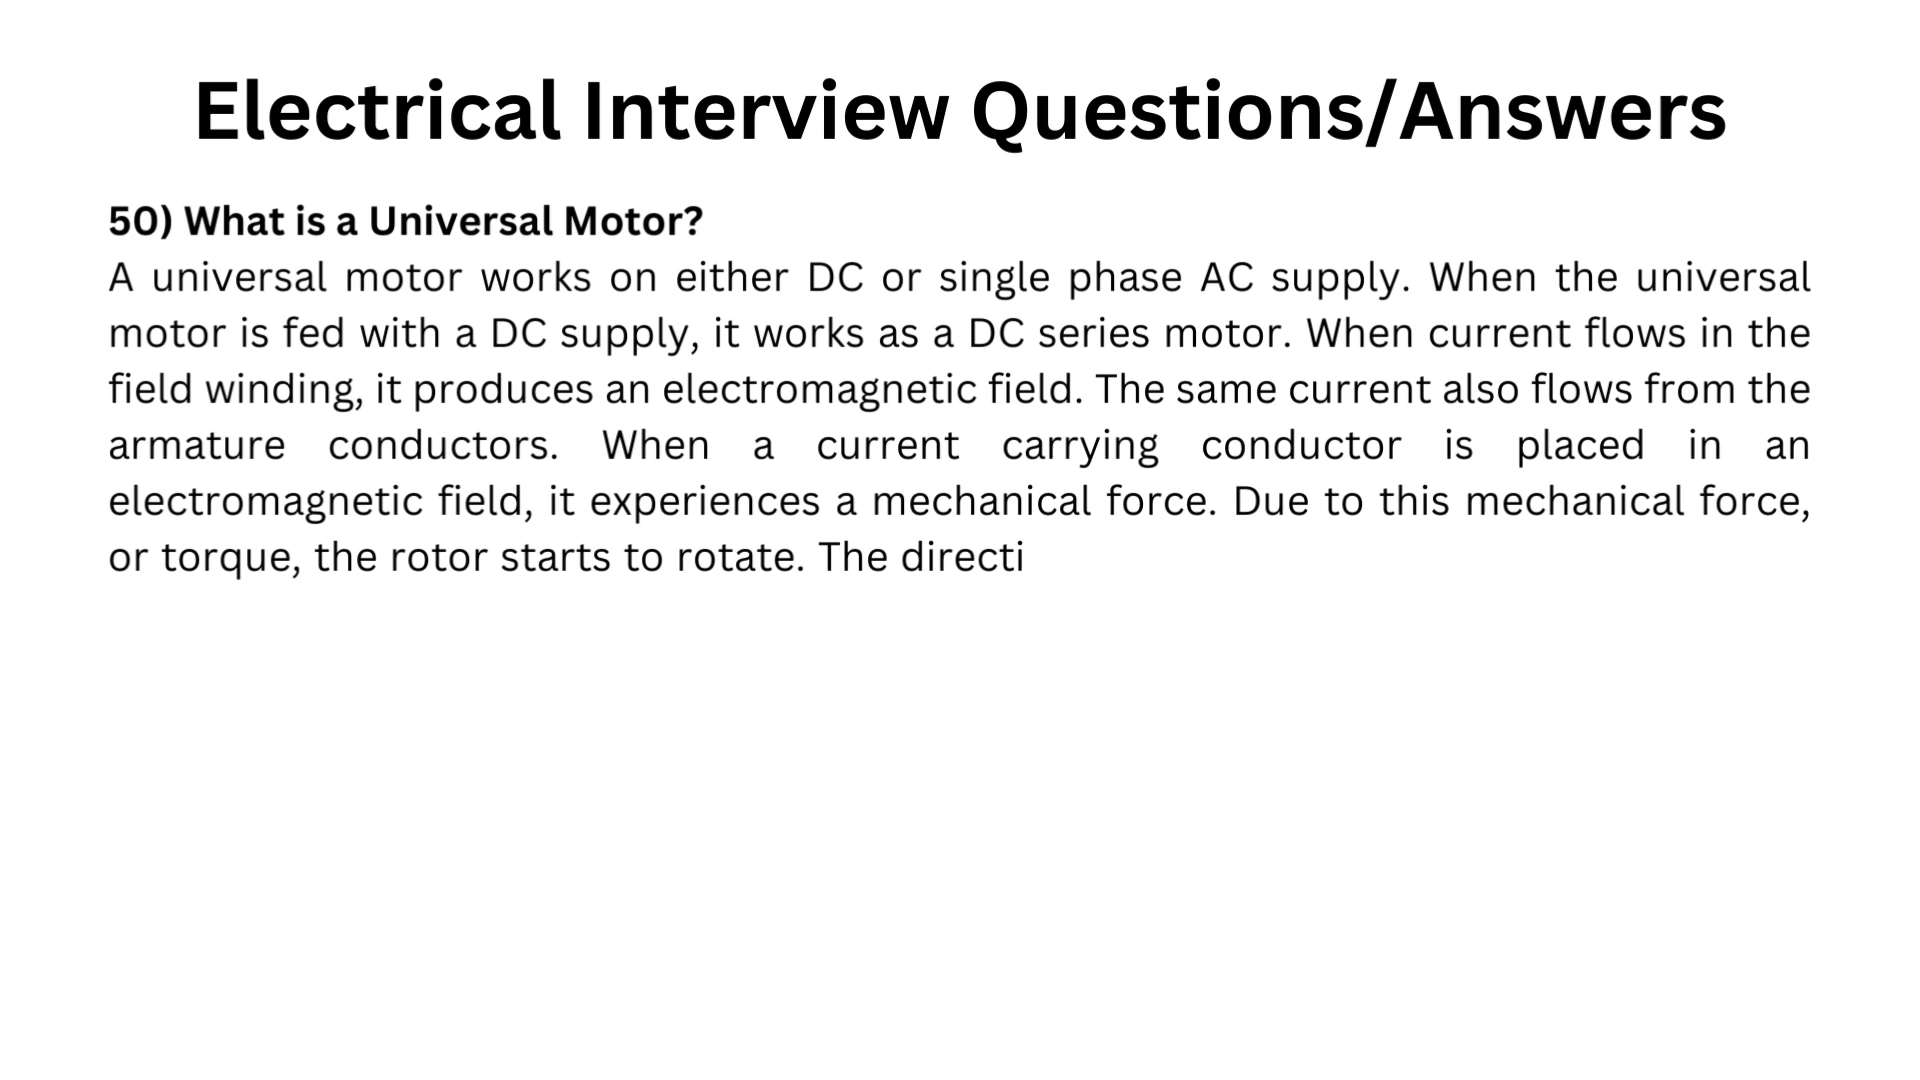 Electrical Interview Questions/Answers
50) What is a Universal Motor?
A universal motor works on either DC or single phase AC supply. When the universal
motor is fed with a DC supply, it works as a DC series motor. When current flows in the
field winding, it produces an electromagnetic field. The same current also flows from the
armature conductors. When a current carrying conductor is placed in an
electromagnetic field, it experiences a mechanical force. Due to this mechanical force,
or torque, the rotor starts to rotate. The directi